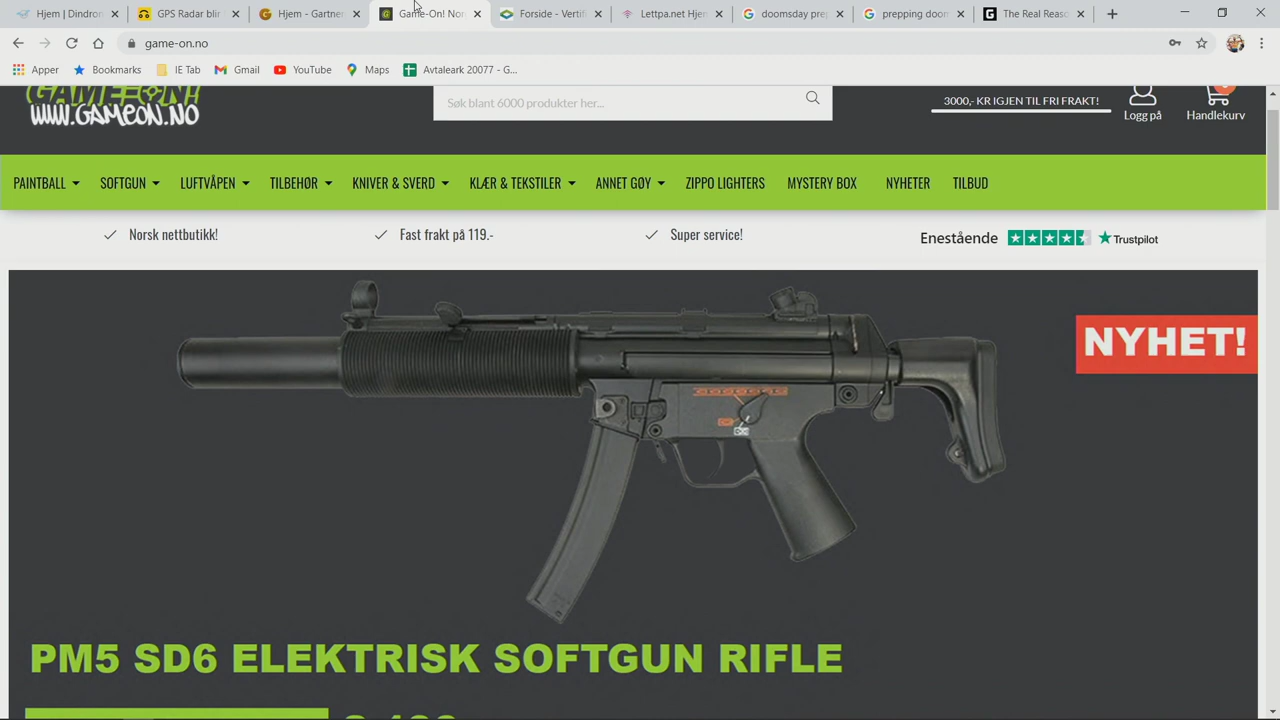 Hjem | Dindron
GPS Radar blir
Hjem - Gartner
Game-On! Nor
Forside - Vertif
Lettpa.net Hjem
doomsday prep
prepping doom
The Real Reaso
game-on.no
Apper
Bookmarks
IE Tab
Gmail
YouTube
Maps
Avtaleark 20077 - G...
GAMEON!
WWW.GAMEON.NO
Søk blant 6000 produkter her...
3000,- KR IGJEN TIL FRI FRAKT!
Logg på
Handlekurv
PAINTBALL
SOFTGUN
LUFTVÅPEN
TILBEHØR
KNIVER & SVERD
KLÆR & TEKSTILER
ANNET GØY
ZIPPO LIGHTERS
MYSTERY BOX
NYHETER
TILBUD
Norsk nettbutikk!
Fast frakt på 119.-
Super service!
Enestående
Trustpilot
NYHET!
PM5 SD6 ELEKTRISK SOFTGUN RIFLE